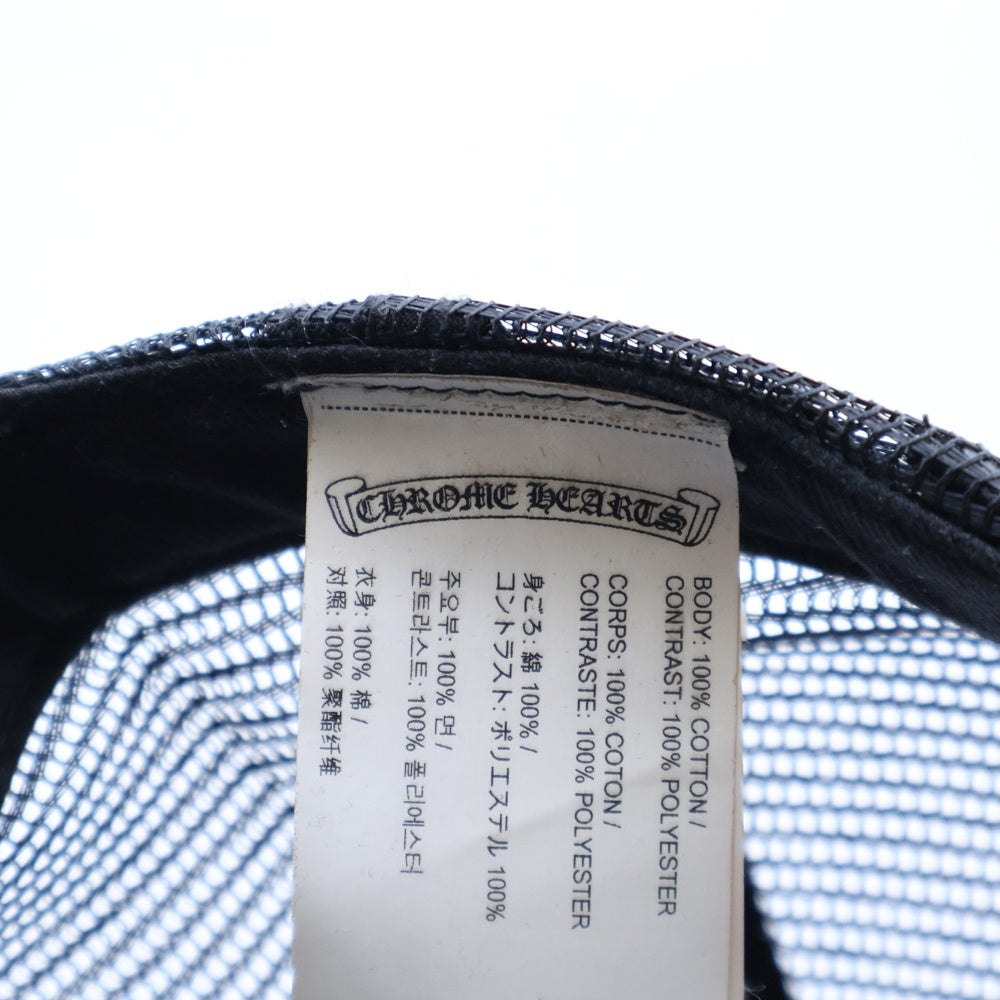 CHROME HEARTS
BODY: 100% COTTON /
CONTRAST: 100% POLYESTER
CORPS: 100% COTON /
CONTRASTE: 100% POLYESTER
身ごろ: 綿 100% /
コントラスト: ポリエステル 100%
주요부: 100% 면 /
콘트라스트: 100% 폴리에스터
衣身: 100% 棉 /
对照: 100% 聚酯纤维